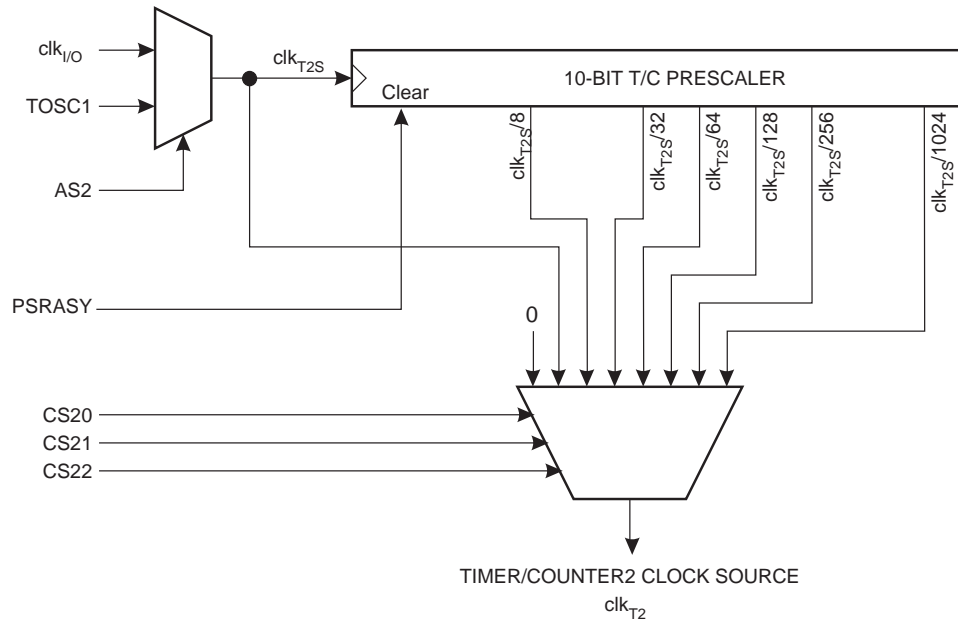 clkI/O
TOSC1
AS2
PSRASY
clkT2S
10-BIT T/C PRESCALER
Clear
clkT2S/8
clkT2S/32
clkT2S/64
clkT2S/128
clkT2S/256
clkT2S/1024
0
CS20
CS21
CS22
TIMER/COUNTER2 CLOCK SOURCE
clkT2